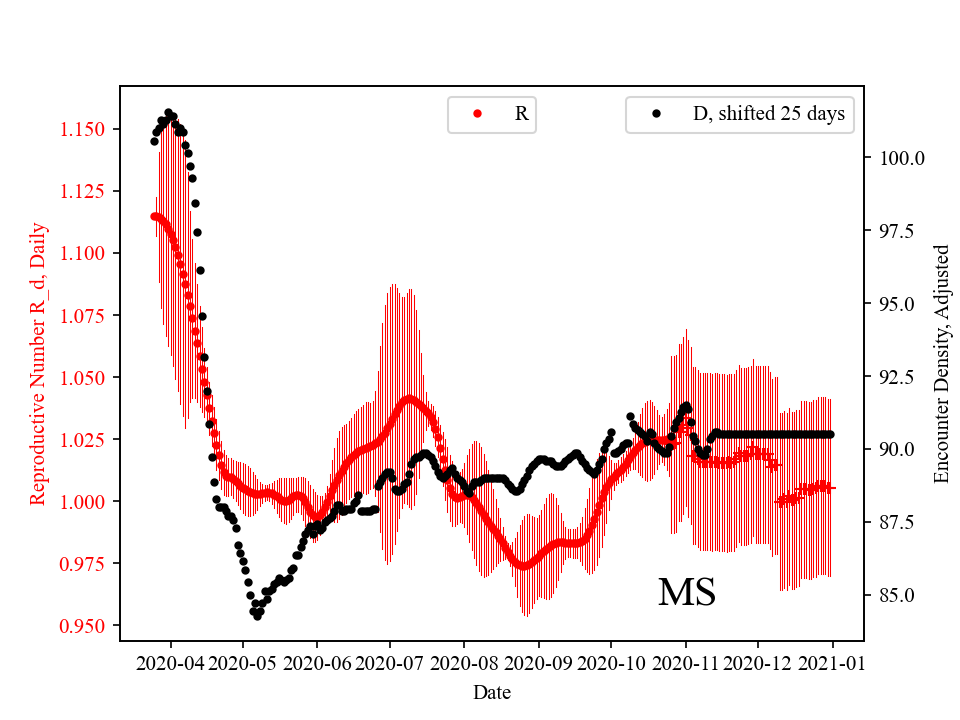 R
D, shifted 25 days
1.150
1.125
1.100
1.075
1.050
1.025
1.000
0.975
0.950
Reproductive Number R_d, Daily
100.0
97.5
95.0
92.5
90.0
87.5
85.0
Encounter Density, Adjusted
MS
2020-04 2020-05 2020-06 2020-07 2020-08 2020-09 2020-10 2020-11 2020-12 2021-01
Date